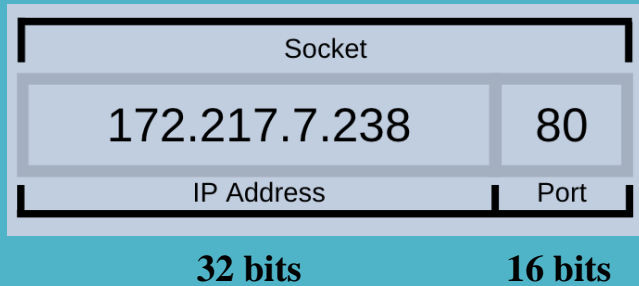 Socket
172.217.7.238 80
IP Address Port
32 bits 16 bits